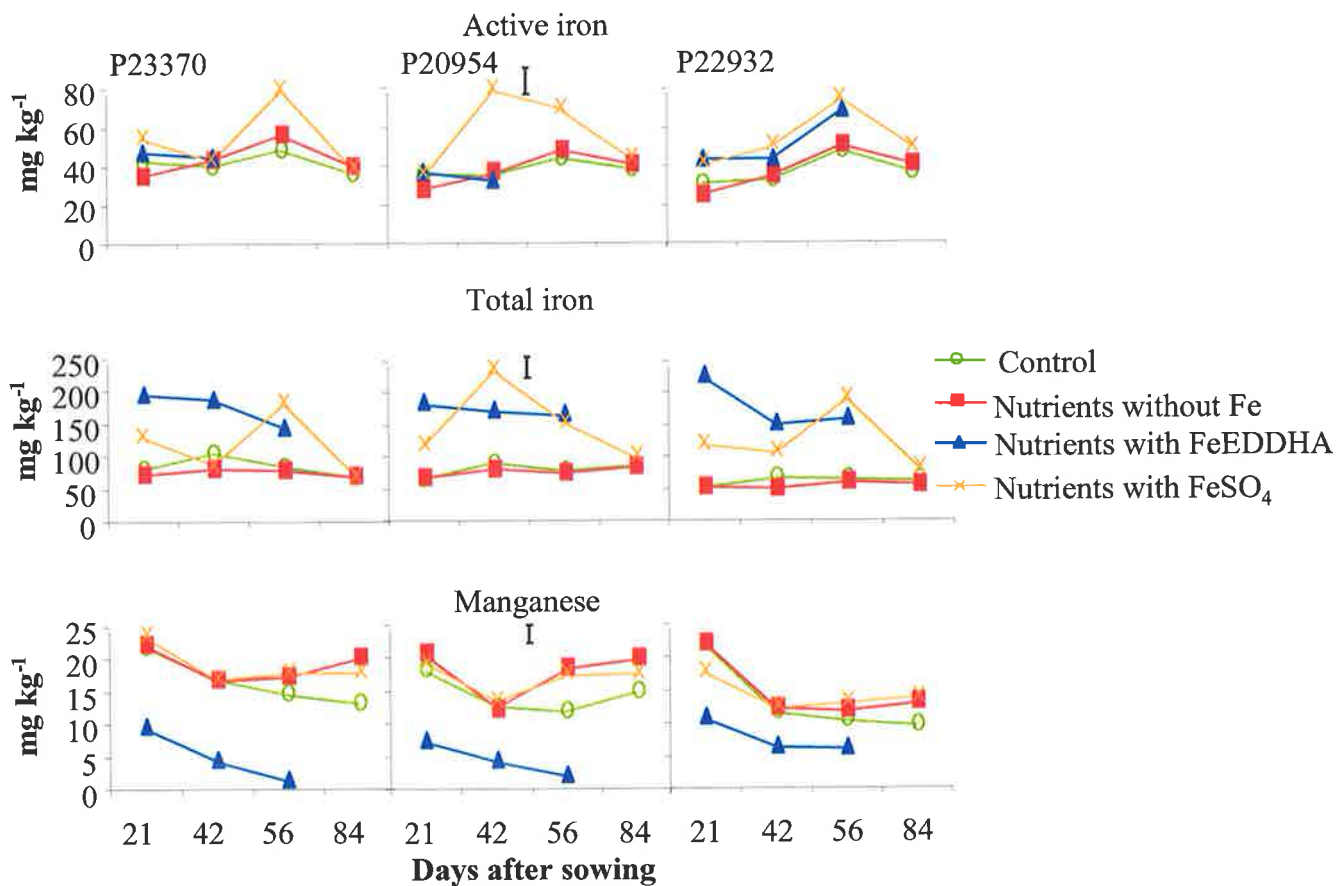 Active iron
P23370 P20954 P22932
mg kg-1
80
60
40
20
0
Total iron
mg kg-1
250
200
150
100
50
0
Control
Nutrients without Fe
Nutrients with FeEDDHA
Nutrients with FeSO4
Manganese
mg kg-1
25
20
15
10
5
0
21 42 56 84 21 42 56 84 21 42 56 84
Days after sowing